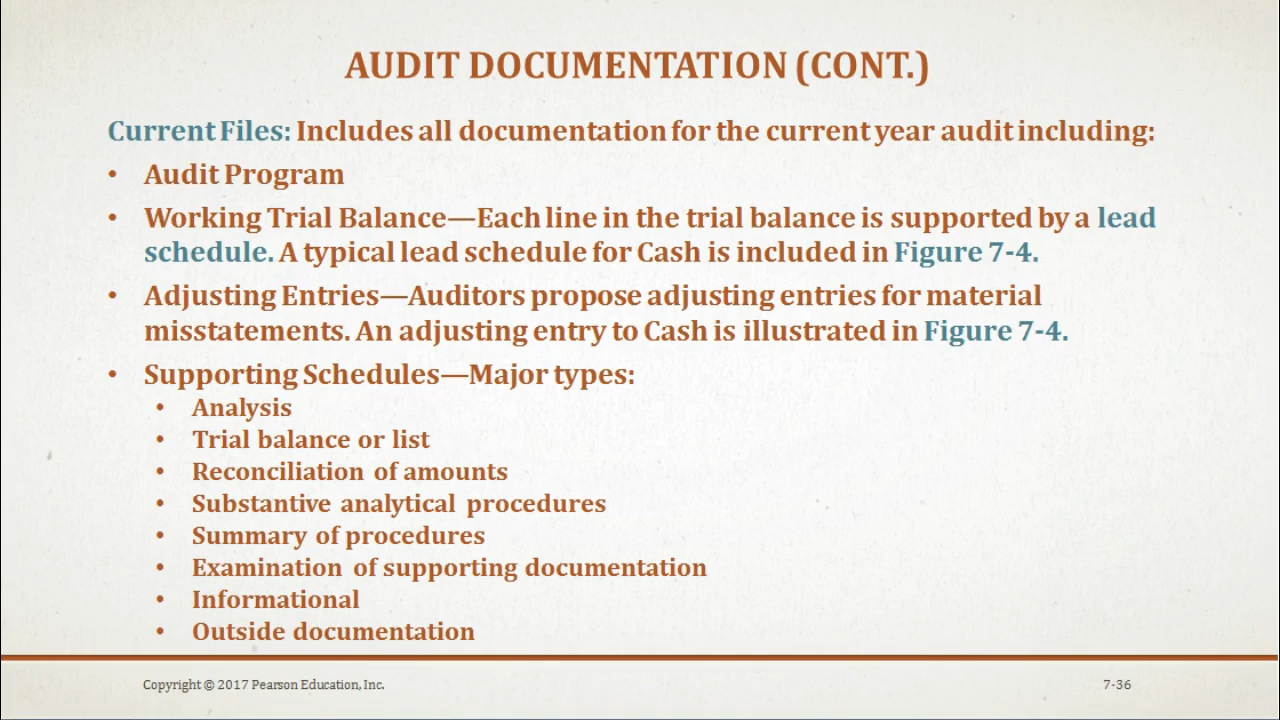 AUDIT DOCUMENTATION (CONT.)
Current Files: Includes all documentation for the current year audit including:
• Audit Program
• Working Trial Balance—Each line in the trial balance is supported by a lead
schedule. A typical lead schedule for Cash is included in Figure 7-4.
• Adjusting Entries—Auditors propose adjusting entries for material
misstatements. An adjusting entry to Cash is illustrated in Figure 7-4.
• Supporting Schedules—Major types:
• Analysis
• Trial balance or list
• Reconciliation of amounts
• Substantive analytical procedures
• Summary of procedures
• Examination of supporting documentation
• Informational
• Outside documentation
Copyright © 2017 Pearson Education, Inc.
7-36